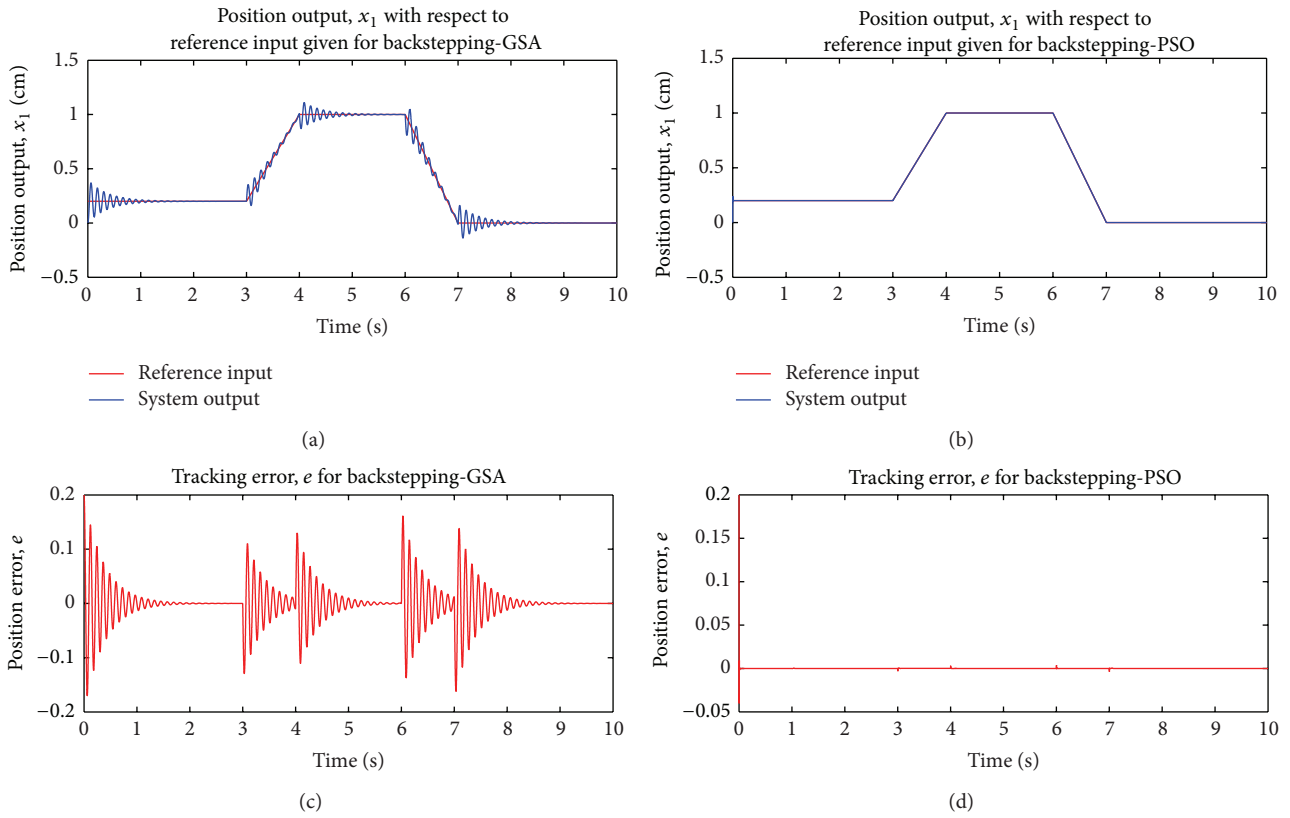 Position output, x₁ with respect to
reference input given for backstepping-GSA
Position output, x₁ (cm)
1.5
1
0.5
0
−0.5
0 1 2 3 4 5 6 7 8 9 10
Time (s)
Reference input
System output
(a)
Position output, x₁ with respect to
reference input given for backstepping-PSO
Position output, x₁ (cm)
1.5
1
0.5
0
−0.5
0 1 2 3 4 5 6 7 8 9 10
Time (s)
Reference input
System output
(b)
Tracking error, e for backstepping-GSA
Position error, e
0.2
0.1
0
−0.1
−0.2
0 1 2 3 4 5 6 7 8 9 10
Time (s)
(c)
Tracking error, e for backstepping-PSO
Position error, e
0.2
0.15
0.1
0.05
0
−0.05
0 1 2 3 4 5 6 7 8 9 10
Time (s)
(d)